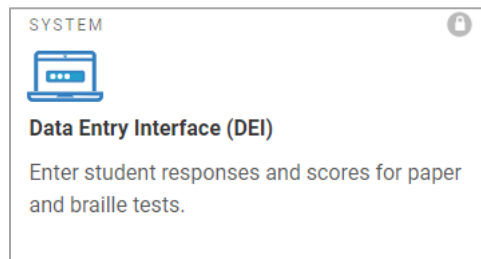 SYSTEM
Data Entry Interface (DEI)
Enter student responses and scores for paper
and braille tests.